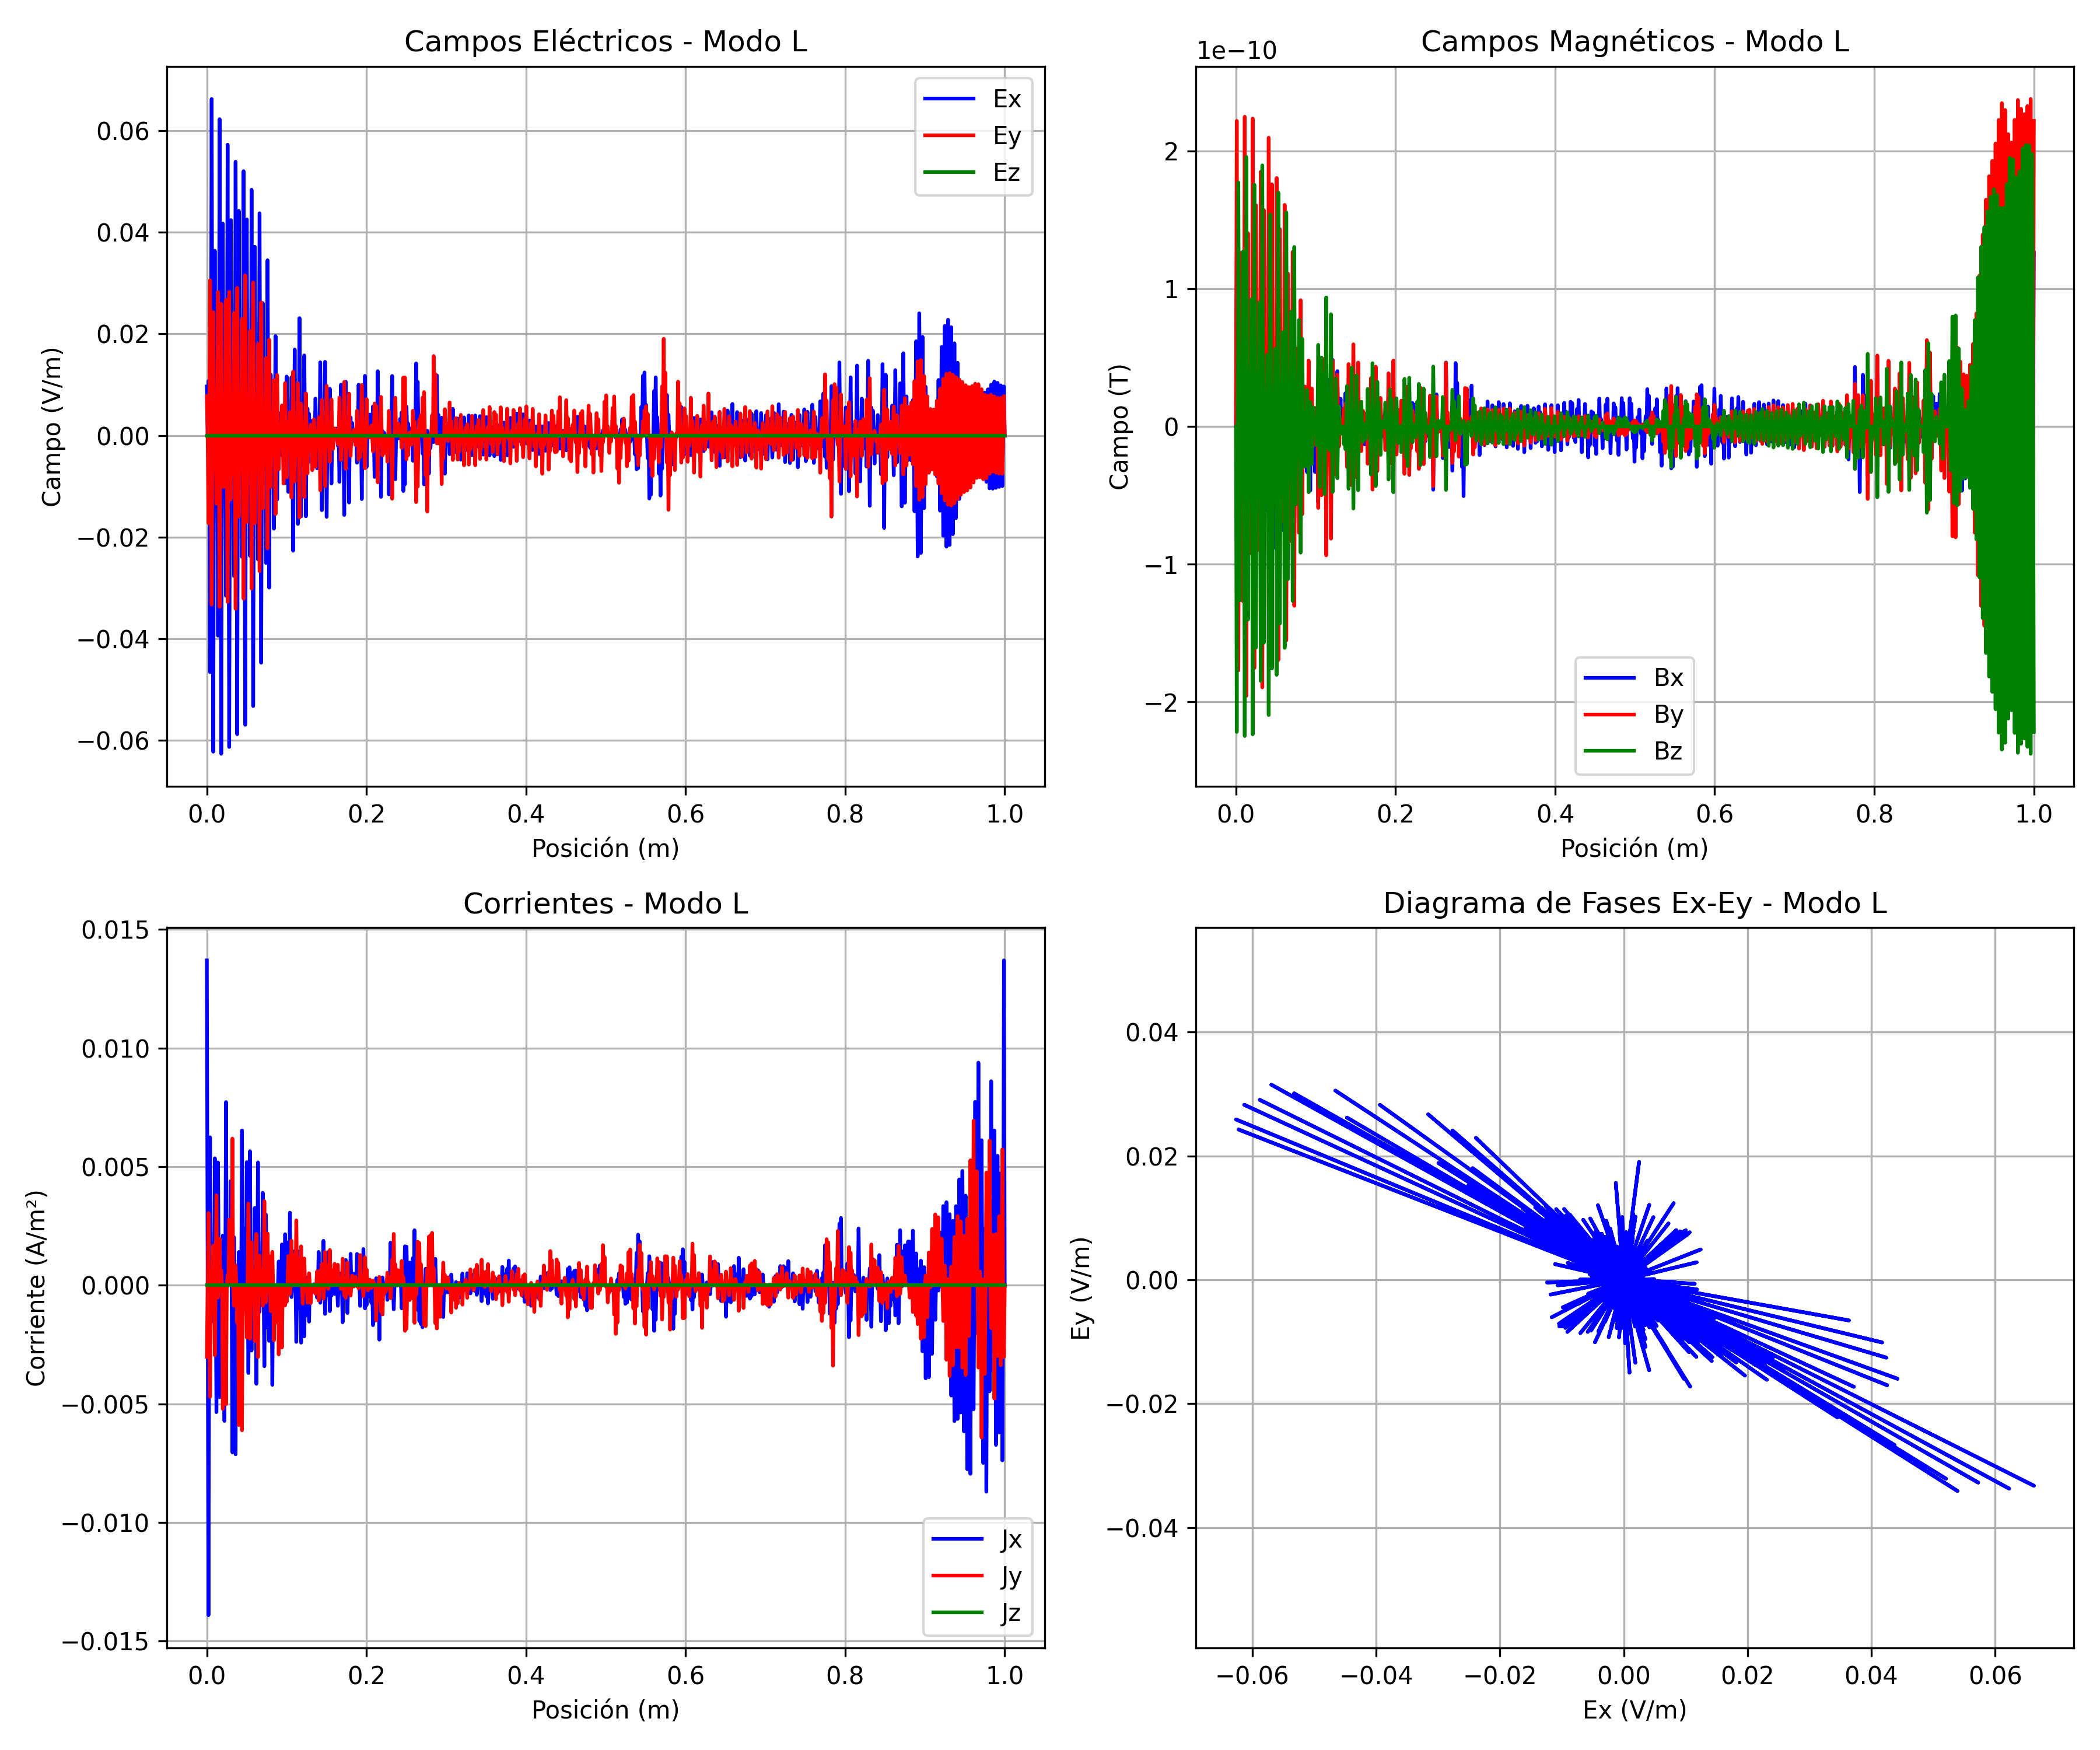 Campos Eléctricos - Modo L
Campo (V/m)
0.06
0.04
0.02
0.00
−0.02
−0.04
−0.06
Ex
Ey
Ez
0.0 0.2 0.4 0.6 0.8 1.0
Posición (m)
Campos Magnéticos - Modo L
1e−10
Campo (T)
2
1
0
−1
−2
Bx
By
Bz
0.0 0.2 0.4 0.6 0.8 1.0
Posición (m)
Corrientes - Modo L
Corriente (A/m²)
0.015
0.010
0.005
0.000
−0.005
−0.010
−0.015
Jx
Jy
Jz
0.0 0.2 0.4 0.6 0.8 1.0
Posición (m)
Diagrama de Fases Ex-Ey - Modo L
Ey (V/m)
0.04
0.02
0.00
−0.02
−0.04
−0.06 −0.04 −0.02 0.00 0.02 0.04 0.06
Ex (V/m)